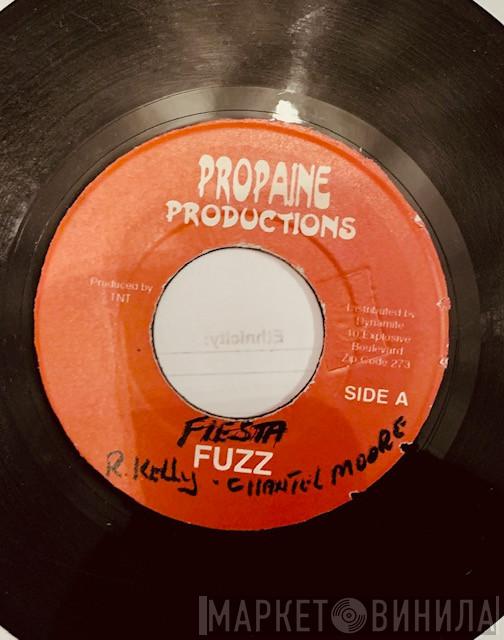 PROPAINE
PRODUCTIONS
Produced by
TNT
Distributed by
Dynamite
10 Explosive
Boulevard
Zip Code 273
Ethnicity:
SIDE A
FIESTA
FUZZ
R. KELLY - CHANTEL MOORE
МАРКЕТ ВИНИЛА